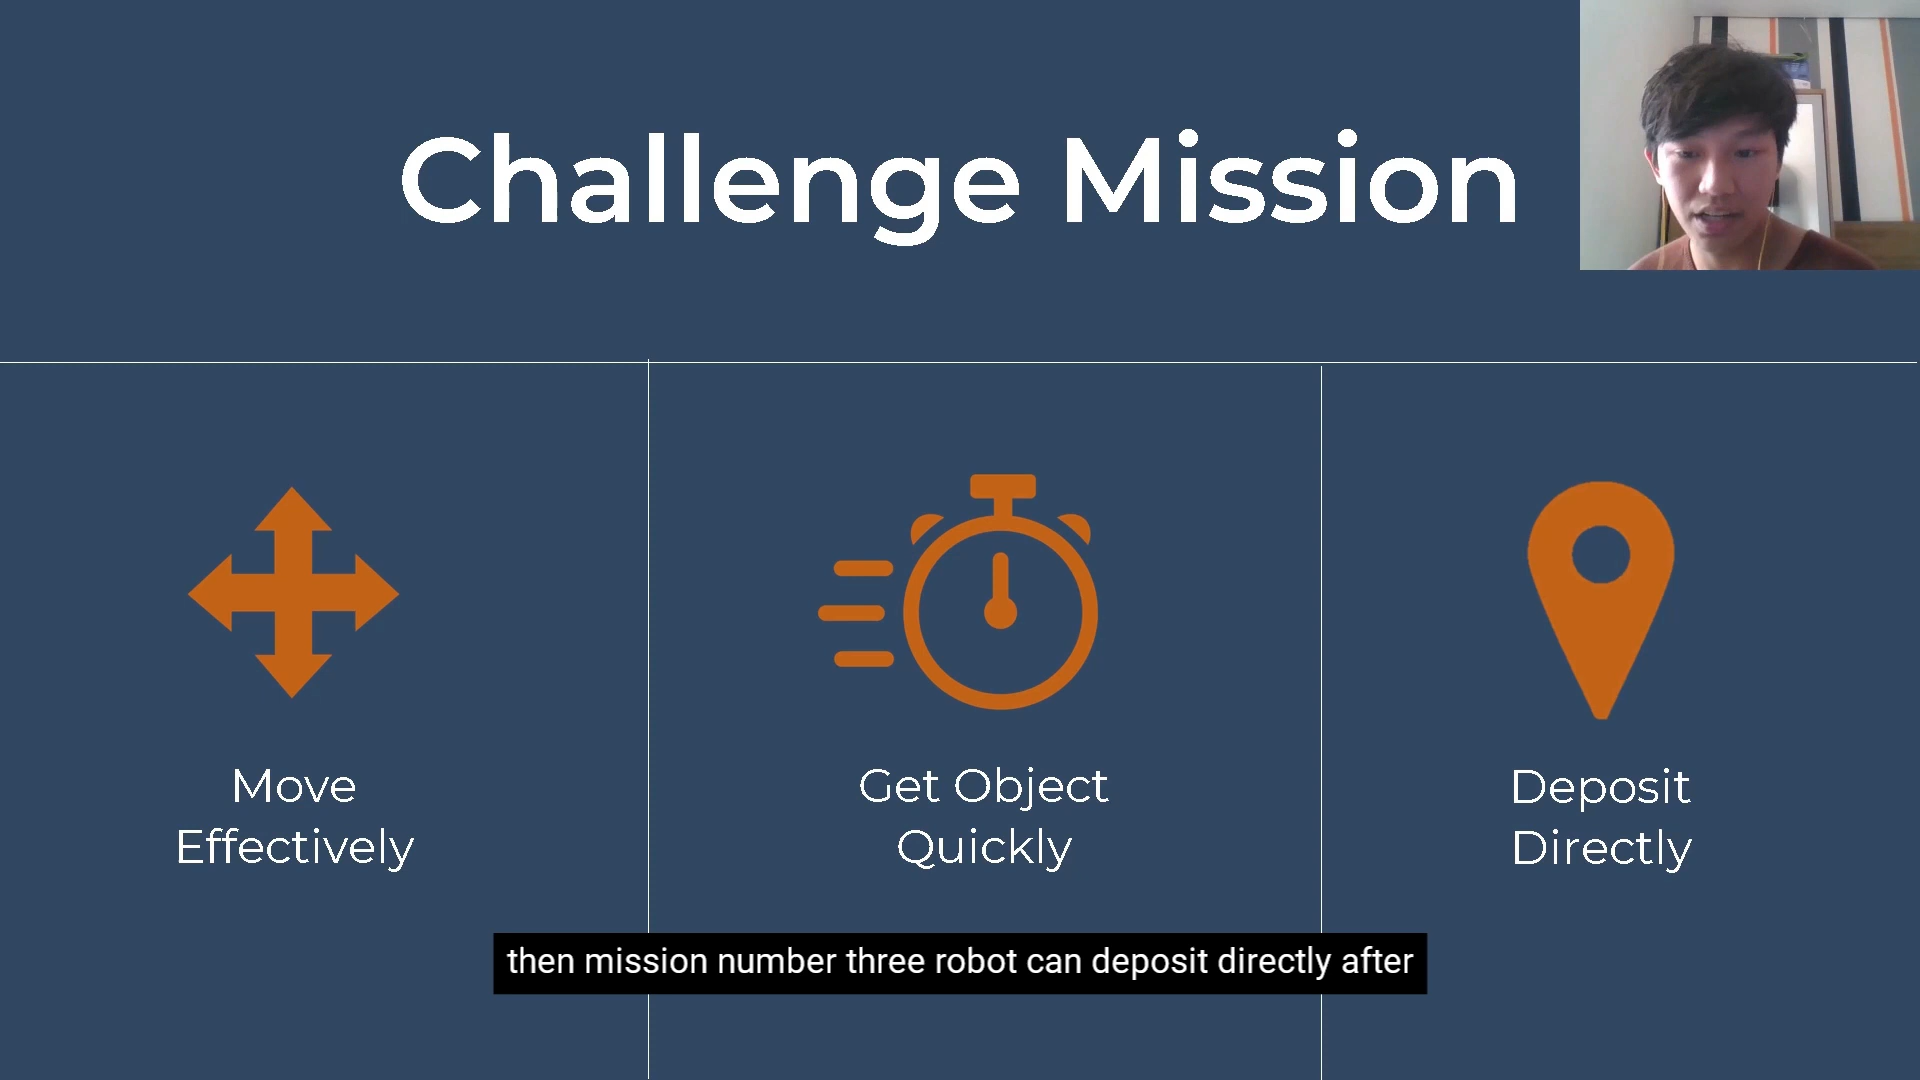 Challenge Mission
Move
Effectively
Get Object
Quickly
Deposit
Directly
then mission number three robot can deposit directly after